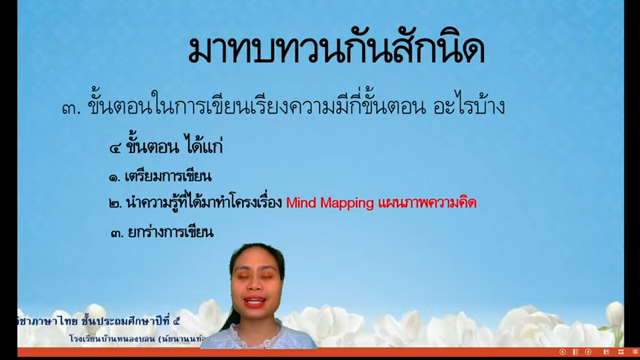 มาทบทวนกันสักนิด
๓. ขั้นตอนในการเขียนเรียงความมีกี่ขั้นตอน อะไรบ้าง
๔ ขั้นตอน ได้แก่
๑. เตรียมการเขียน
๒. นำความรู้ที่ได้มาทำโครงเรื่อง Mind Mapping แผนภาพความคิด
๓. ยกร่างการเขียน
วิชาภาษาไทย ชั้นประถมศึกษาปีที่ ๕
โรงเรียนบ้านหนองบอน